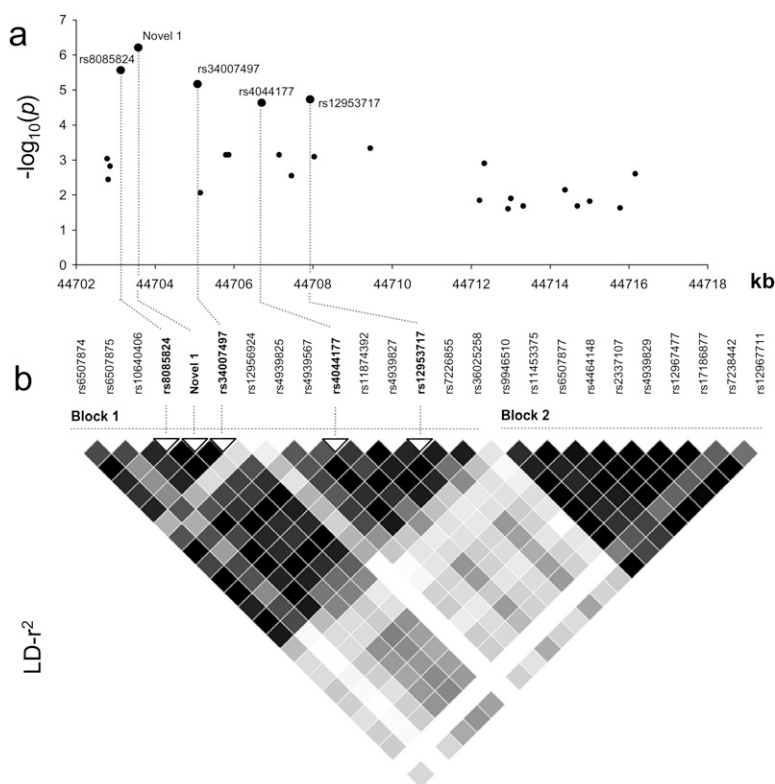 a
-log10(p)
7
6
5
4
3
2
1
0
rs8085824
Novel 1
rs34007497
rs4044177
rs12953717
44702
44704
44706
44708
44710
44712
44714
44716
44718
kb
b
rs6507874
rs6507875
rs10640406
rs8085824
Novel 1
rs34007497
rs12956924
rs4939825
rs4939567
rs4044177
rs11874392
rs4939827
rs12953717
rs7226855
rs36025258
rs9946510
rs11453375
rs6507877
rs4464148
rs2337107
rs4939829
rs12967477
rs17186877
rs7238442
rs12967711
Block 1
Block 2
LD-r2